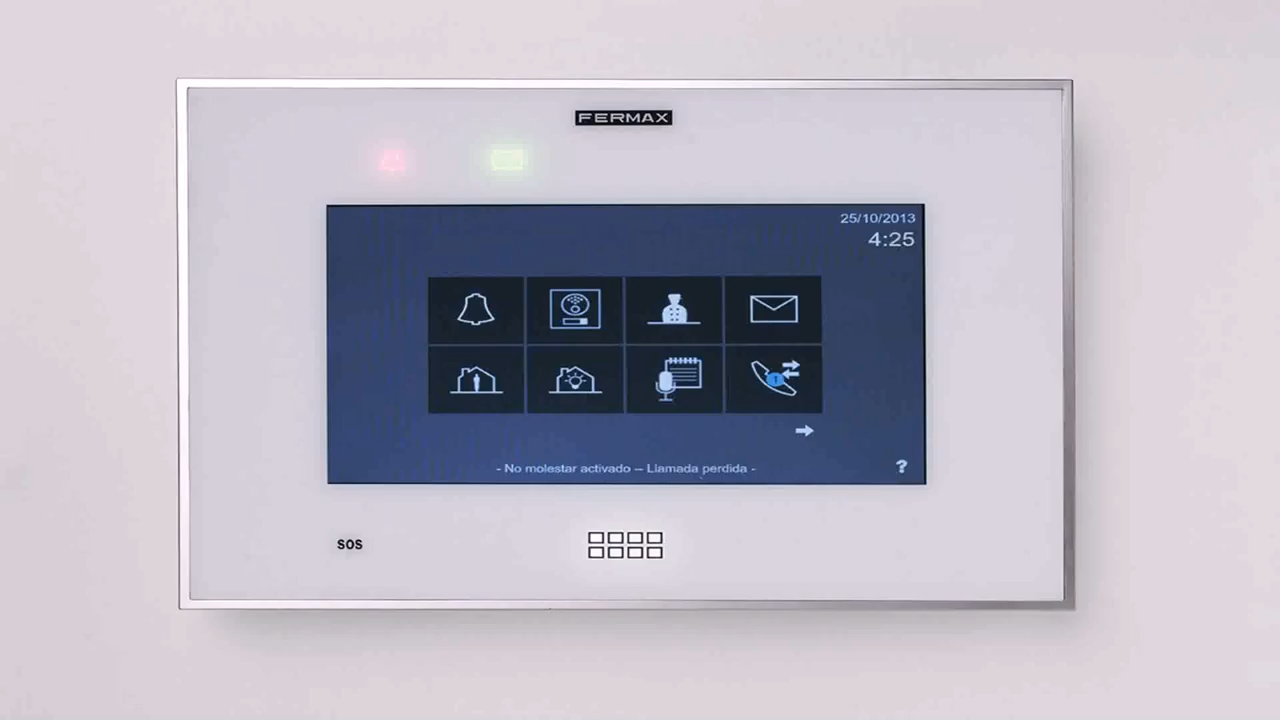 FERMAX
25/10/2013
4:25
- No molestar activado -- Llamada perdida -
?
SOS